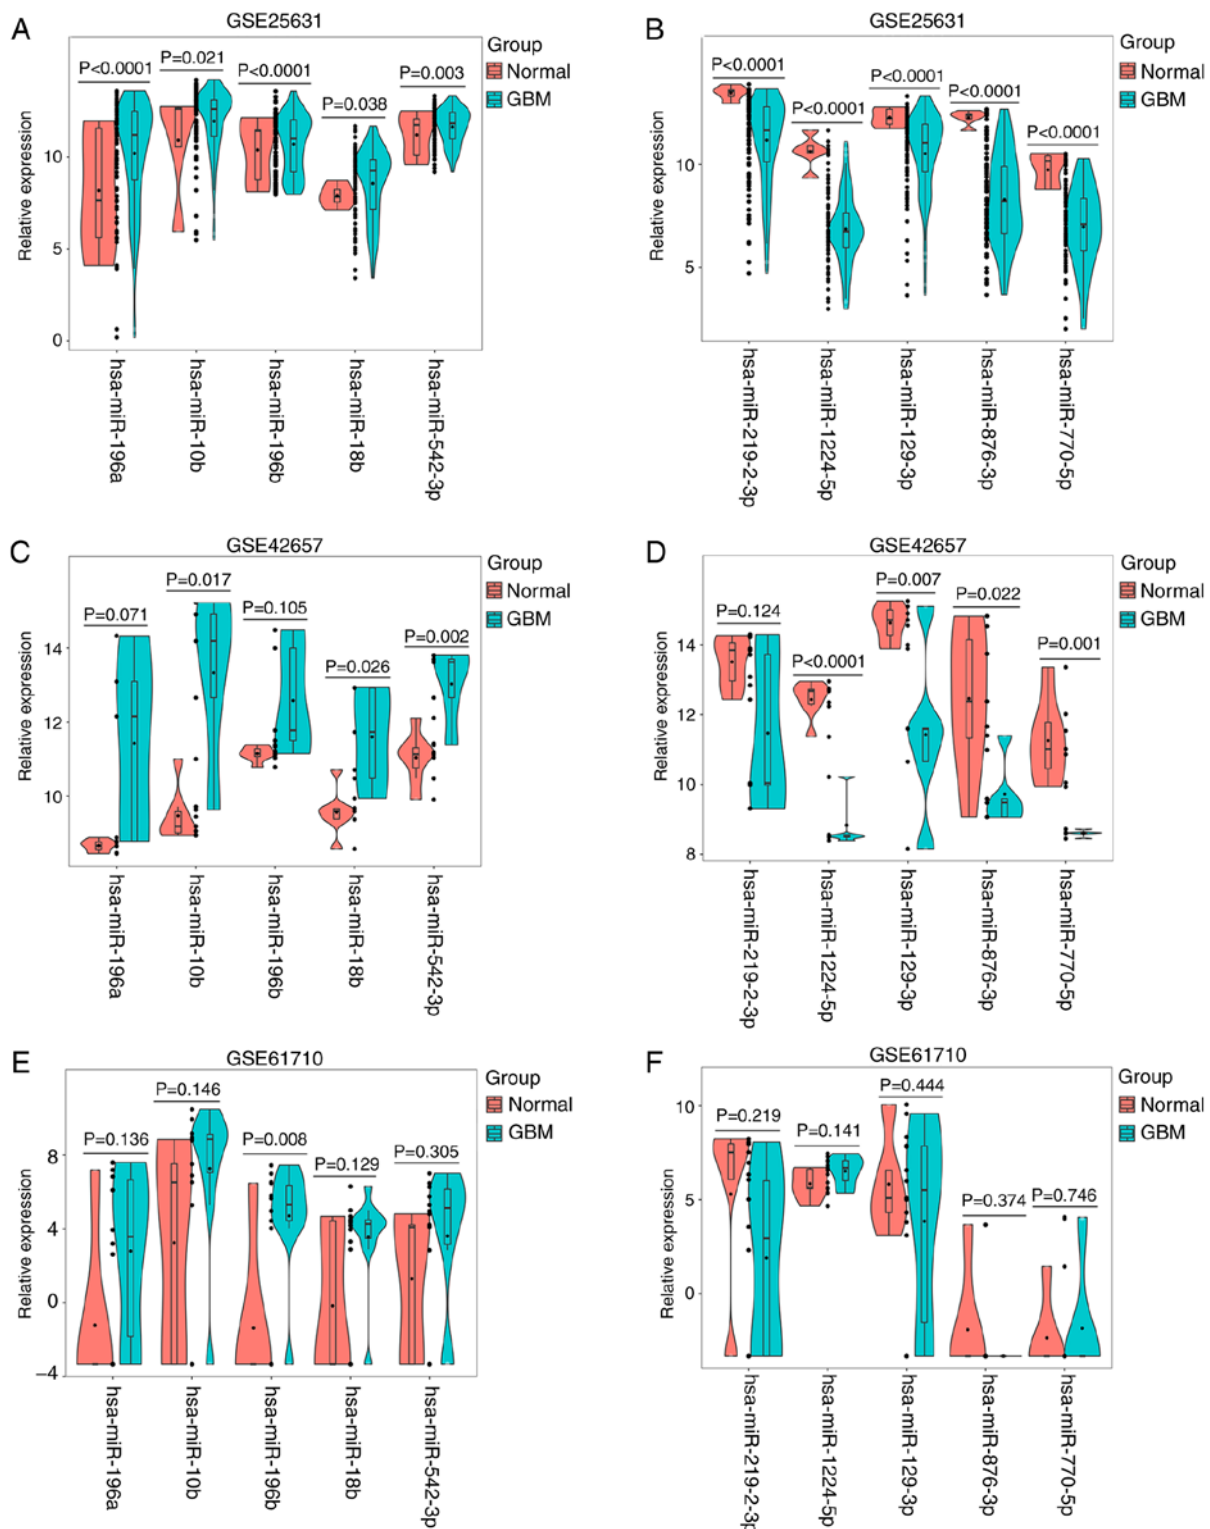 A
GSE25631
Group
Normal
GBM
P<0.0001
P=0.021
P<0.0001
P=0.038
P=0.003
Relative expression
10
5
0
hsa-miR-196a
hsa-miR-10b
hsa-miR-196b
hsa-miR-18b
hsa-miR-542-3p
B
GSE25631
Group
Normal
GBM
P<0.0001
P<0.0001
P<0.0001
P<0.0001
P<0.0001
Relative expression
10
5
hsa-miR-219-2-3p
hsa-miR-1224-5p
hsa-miR-129-3p
hsa-miR-876-3p
hsa-miR-770-5p
C
GSE42657
Group
Normal
GBM
P=0.071
P=0.017
P=0.105
P=0.026
P=0.002
Relative expression
14
12
10
hsa-miR-196a
hsa-miR-10b
hsa-miR-196b
hsa-miR-18b
hsa-miR-542-3p
D
GSE42657
Group
Normal
GBM
P=0.124
P<0.0001
P=0.007
P=0.022
P=0.001
Relative expression
14
12
10
8
hsa-miR-219-2-3p
hsa-miR-1224-5p
hsa-miR-129-3p
hsa-miR-876-3p
hsa-miR-770-5p
E
GSE61710
Group
Normal
GBM
P=0.136
P=0.146
P=0.008
P=0.129
P=0.305
Relative expression
8
4
0
−4
hsa-miR-196a
hsa-miR-10b
hsa-miR-196b
hsa-miR-18b
hsa-miR-542-3p
F
GSE61710
Group
Normal
GBM
P=0.219
P=0.141
P=0.444
P=0.374
P=0.746
Relative expression
10
5
0
hsa-miR-219-2-3p
hsa-miR-1224-5p
hsa-miR-129-3p
hsa-miR-876-3p
hsa-miR-770-5p